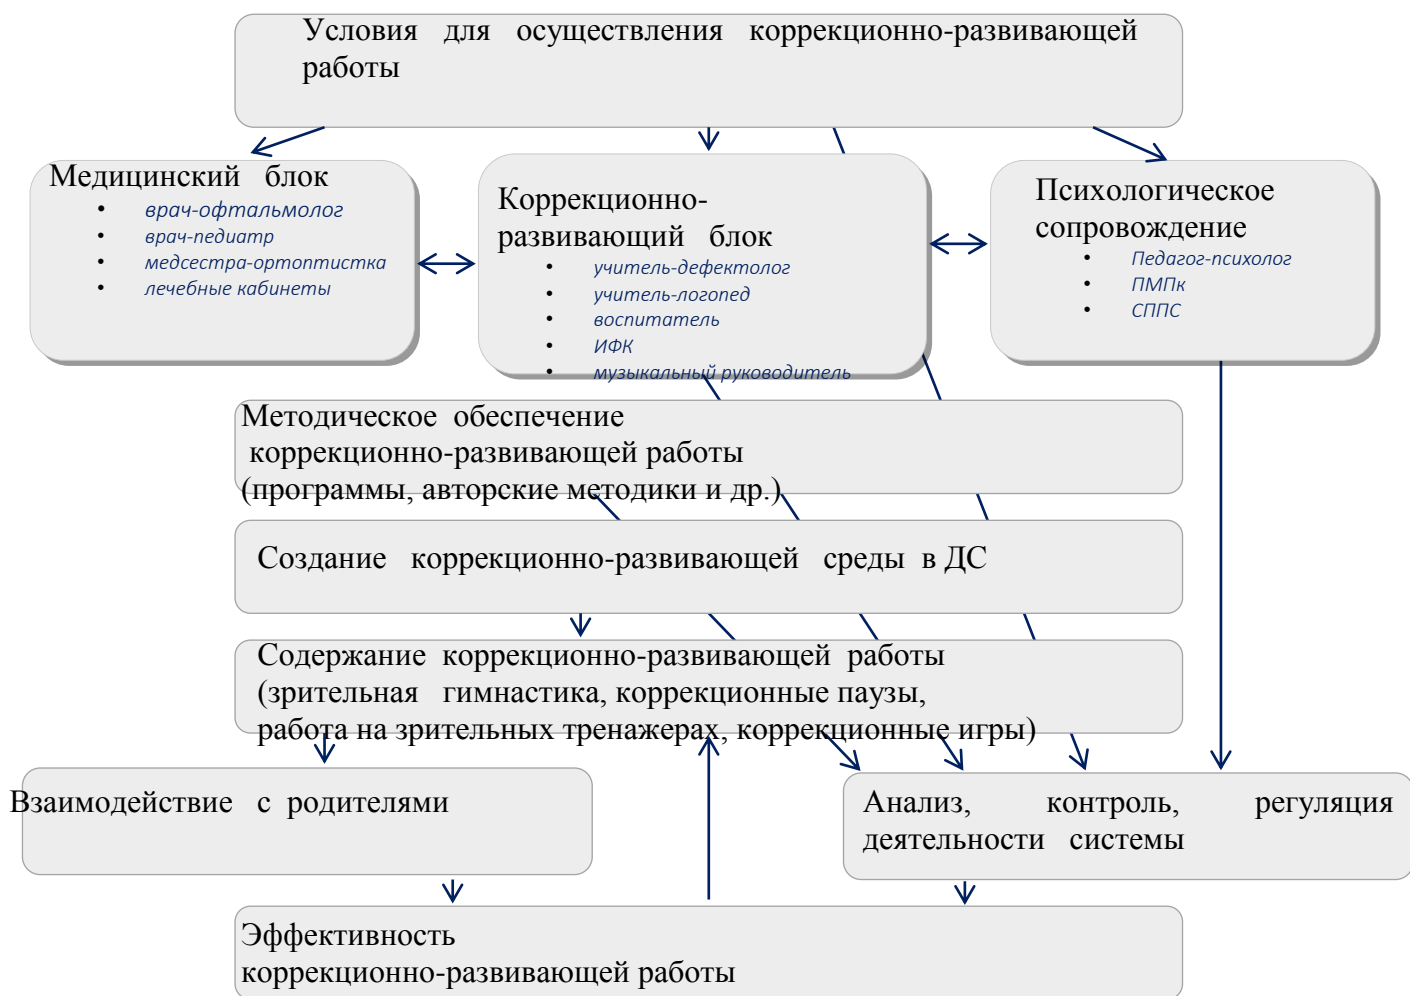 Условия для осуществления коррекционно-развивающей
работы
Медицинский блок
• врач-офтальмолог
• врач-педиатр
• медсестра-ортоптистка
• лечебные кабинеты
Коррекционно-
развивающий блок
• учитель-дефектолог
• учитель-логопед
• воспитатель
• ИФК
• музыкальный руководитель
Психологическое
сопровождение
• Педагог-психолог
• ПМПк
• СППС
Методическое обеспечение
коррекционно-развивающей работы
(программы, авторские методики и др.)
Создание коррекционно-развивающей среды в ДС
Содержание коррекционно-развивающей работы
(зрительная гимнастика, коррекционные паузы,
работа на зрительных тренажерах, коррекционные игры)
Взаимодействие с родителями
Анализ, контроль, регуляция
деятельности системы
Эффективность
коррекционно-развивающей работы